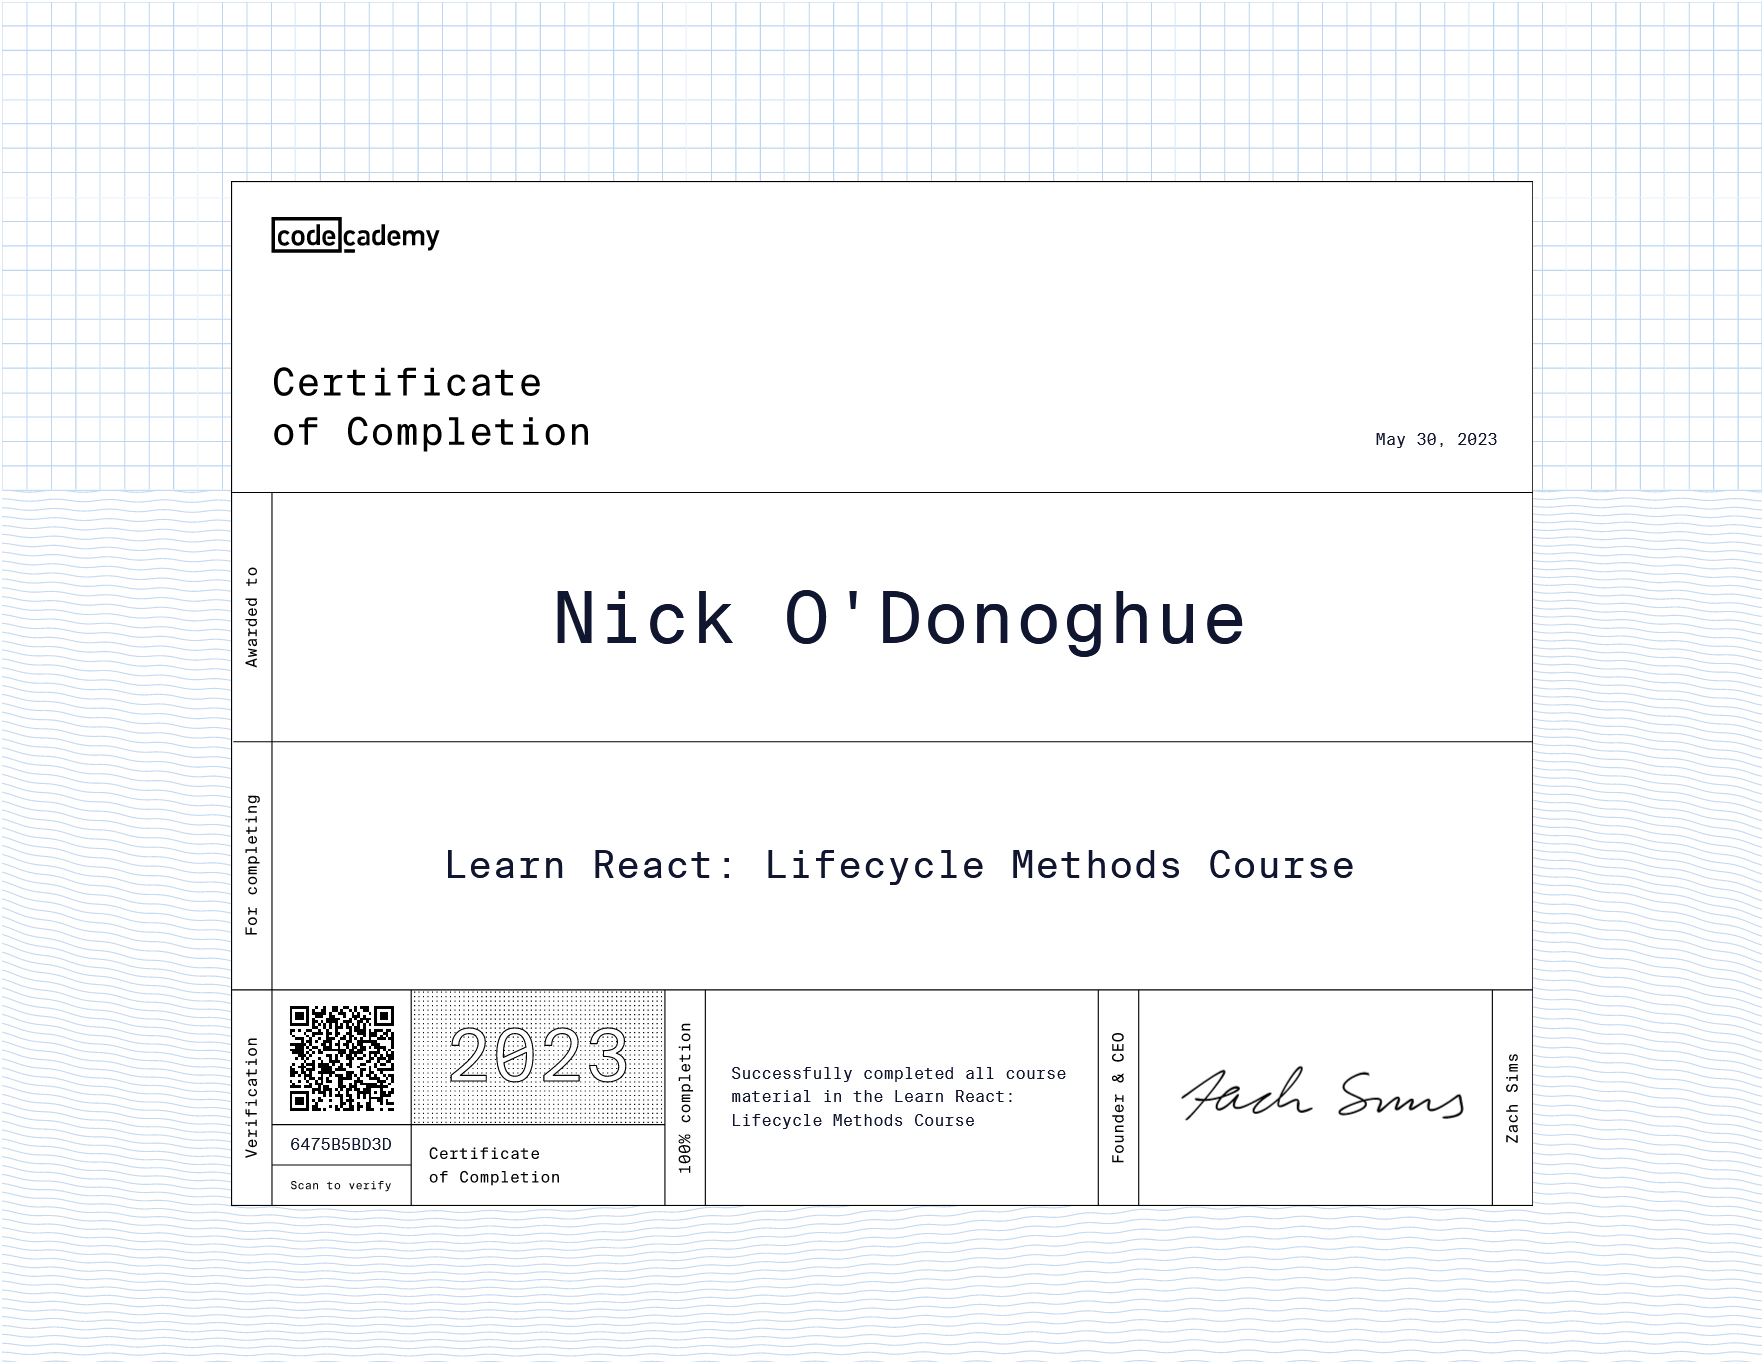 codecademy
Certificate
of Completion
May 30, 2023
Awarded to
Nick O'Donoghue
For completing
Learn React: Lifecycle Methods Course
Verification
6475B5BD3D
Scan to verify
2023
Certificate
of Completion
100% completion
Successfully completed all course
material in the Learn React:
Lifecycle Methods Course
Founder & CEO
Zach Sims
Zach Sims